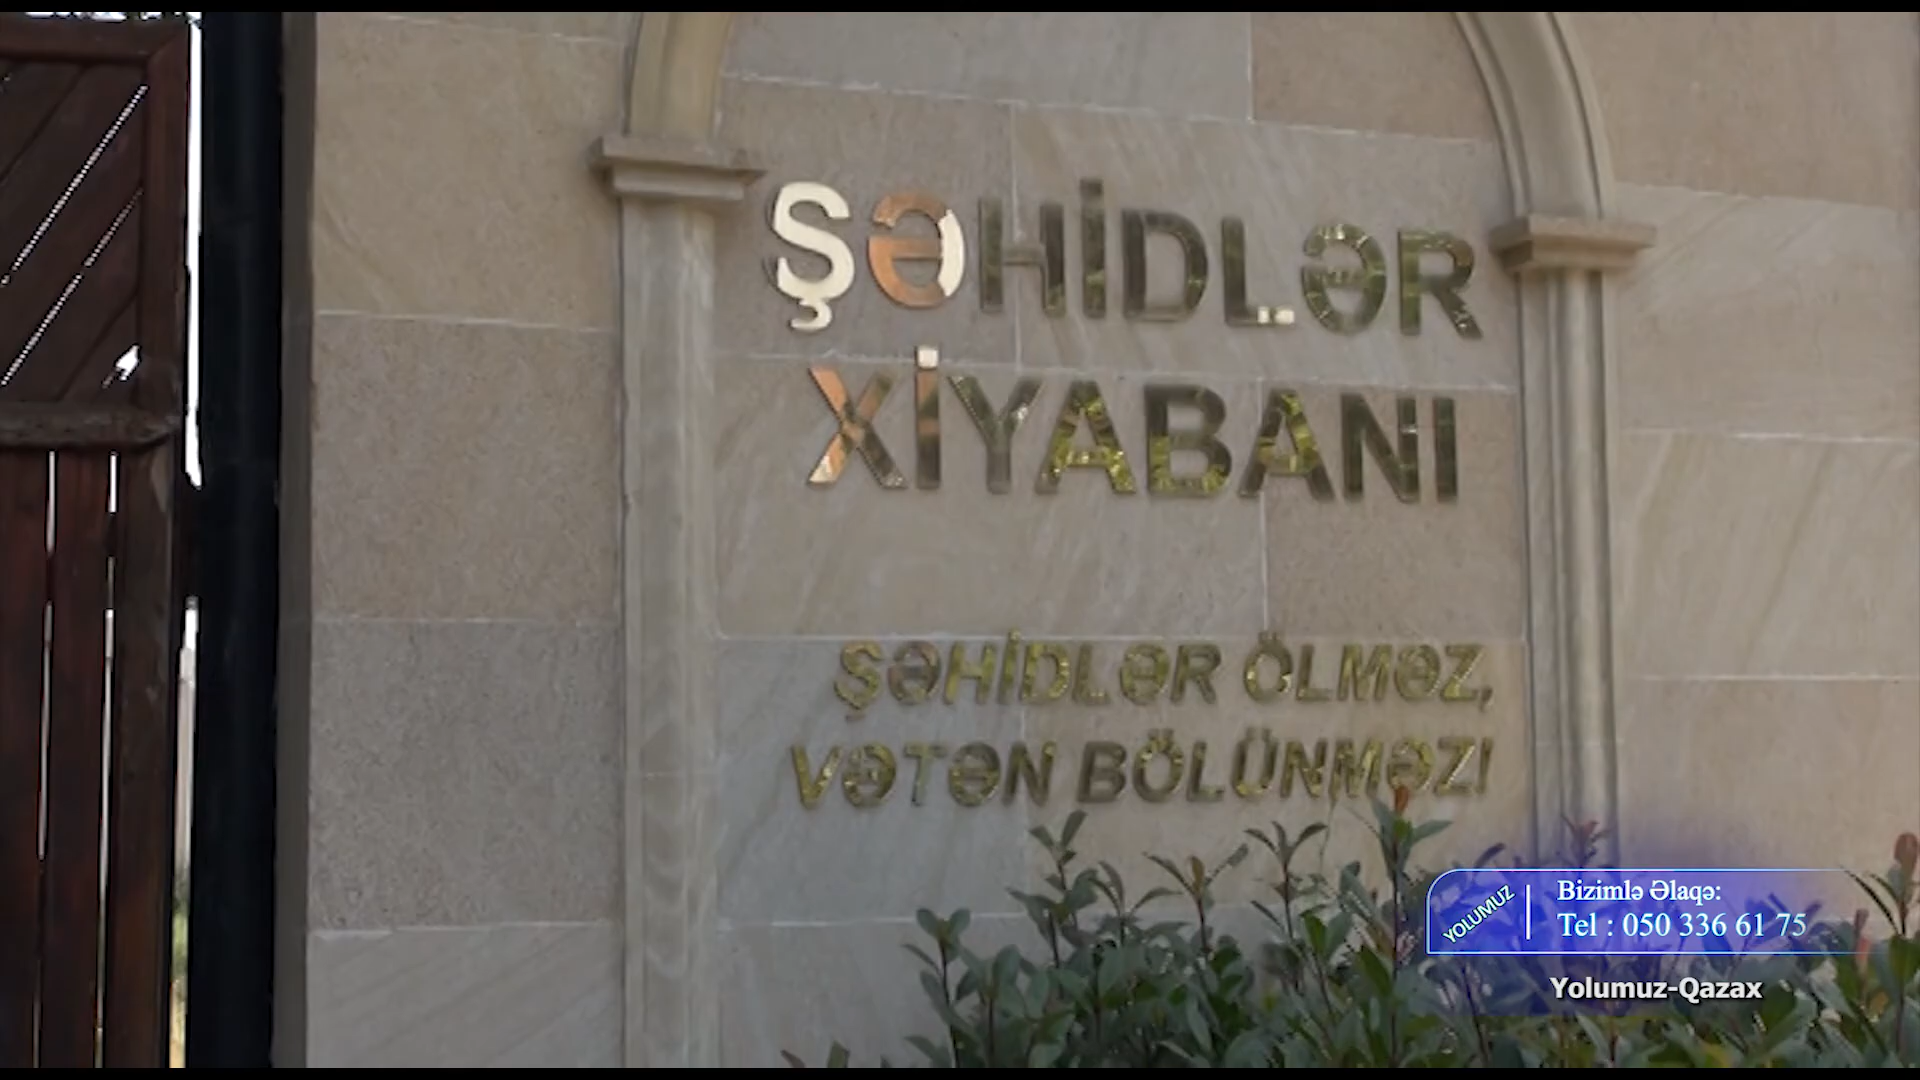 ŞƏHİDLƏR
XİYABANI
ŞƏHİDLƏR ÖLMƏZ,
VƏTƏN BÖLÜNMƏZ!
YOLUMUZ
Bizimlə Əlaqə:
Tel : 050 336 61 75
Yolumuz-Qazax